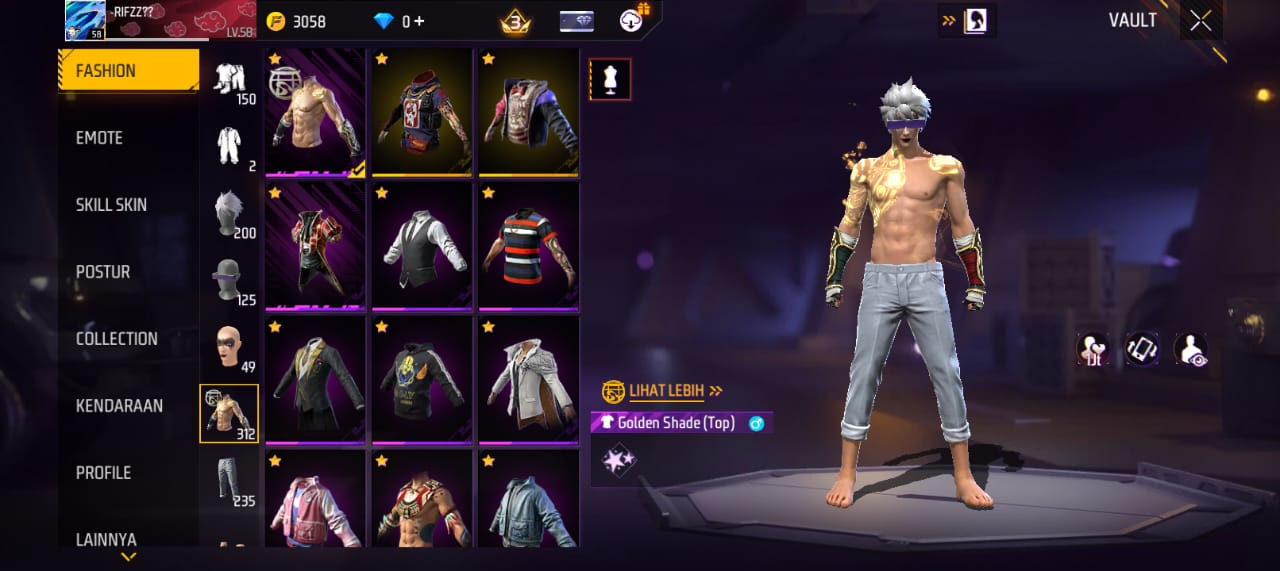 -RIFZZ??
58
LV.58
3058
0+
3
VAULT
FASHION
EMOTE
SKILL SKIN
POSTUR
COLLECTION
KENDARAAN
PROFILE
LAINNYA
150
2
200
125
49
312
235
LIHAT LEBIH >>
Golden Shade (Top)